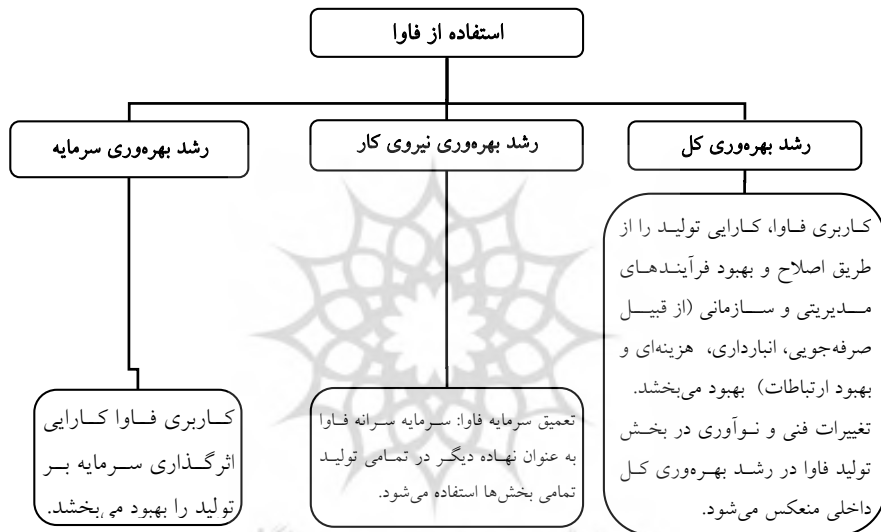 استفاده از فاوا
رشد بهره‌وری کل
رشد بهره‌وری نیروی کار
رشد بهره‌وری سرمایه
کاربری فاوا، کارایی تولید را از
طریق اصلاح و بهبود فرآیندهای
مدیریتی و سازمانی (از قبیل
صرفه‌جویی، انبارداری، هزینه‌ای و
بهبود ارتباطات) بهبود می‌بخشد.
تغییرات فنی و نوآوری در بخش
تولید فاوا در رشد بهره‌وری کل
داخلی منعکس می‌شود.
تعمیق سرمایه فاوا: سرمایه سرانه فاوا
به عنوان نهاده دیگر در تمامی تولید
تمامی بخش‌ها استفاده می‌شود.
کاربری فاوا کارایی
اثرگذاری سرمایه بر
تولید را بهبود می‌بخشد.